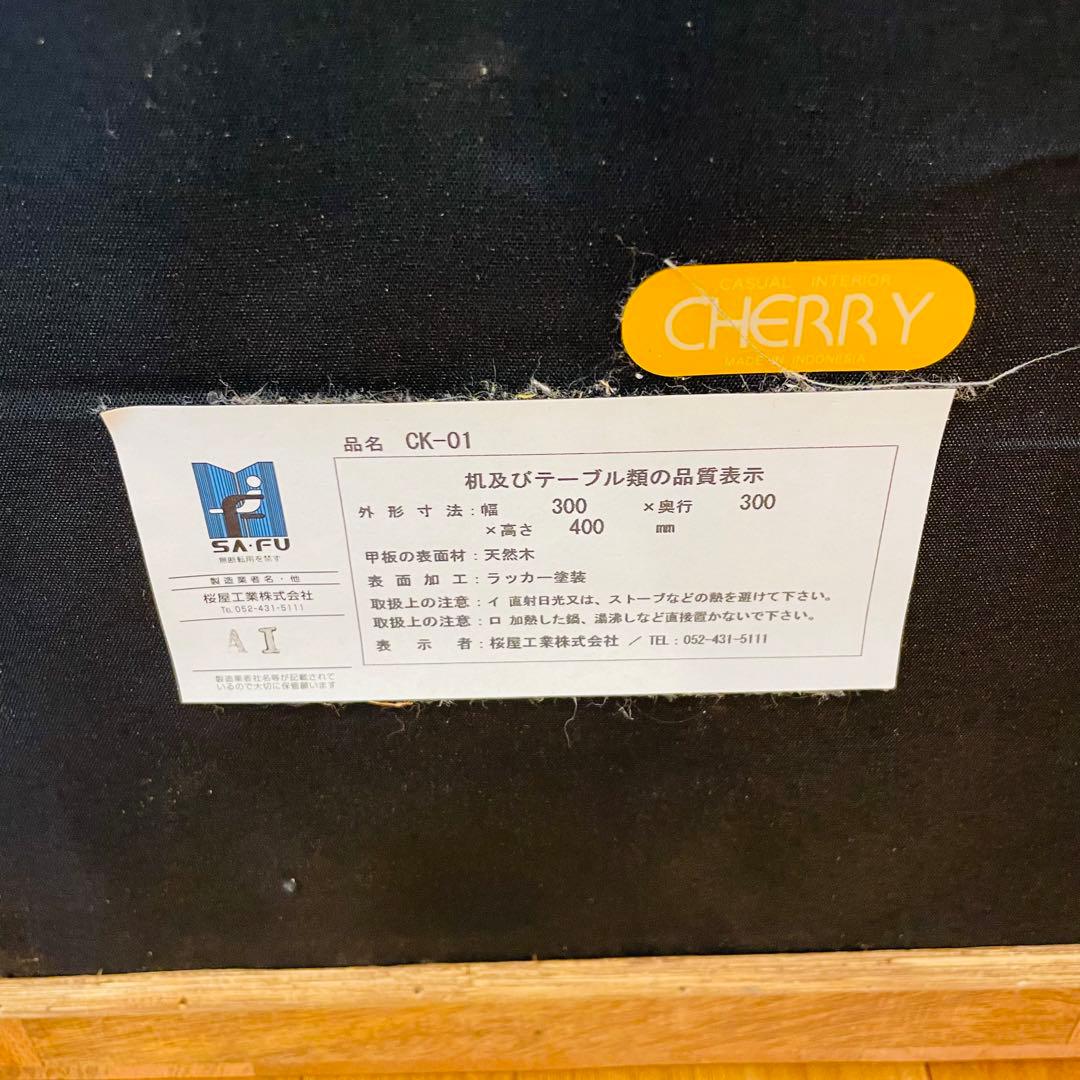 CASUAL INTERIOR
CHERRY
MADE IN INDONESIA
品名 CK-01
机及びテーブル類の品質表示
外形寸法:幅 300 ×奥行 300
×高さ 400 mm
甲板の表面材:天然木
表面加工:ラッカー塗装
取扱上の注意:イ 直射日光又は、ストーブなどの熱を避けて下さい。
取扱上の注意:ロ 加熱した鍋、湯沸しなど直接置かないで下さい。
表示者:桜屋工業株式会社 / TEL:052-431-5111
SA・FU
無断転用を禁ず
製造業者名・他
桜屋工業株式会社
TEL 052-431-5111
A I
製造業者社名等が記載されて
いるので大切に保管願います